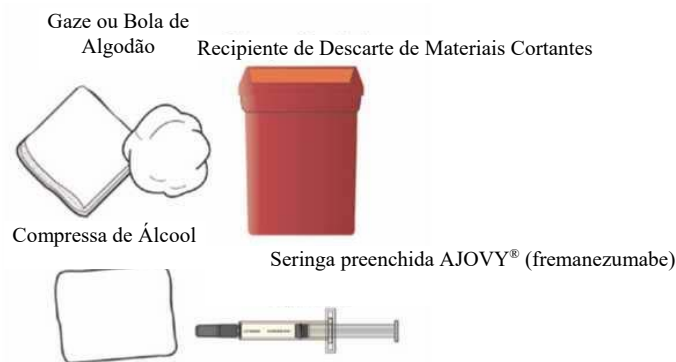 Gaze ou Bola de
Algodão
Recipiente de Descarte de Materiais Cortantes
Compressa de Álcool
Seringa preenchida AJOVY® (fremanezumabe)